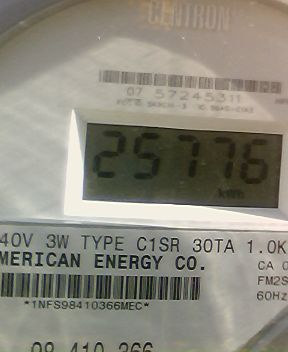 CENTRON
07 57245311
25776
kWh
40V 3W TYPE C1SR 30TA 1.0K
MERICAN ENERGY CO.
CA 0
FM2S
60Hz
*1NFS98410366MEC*
98 410 366